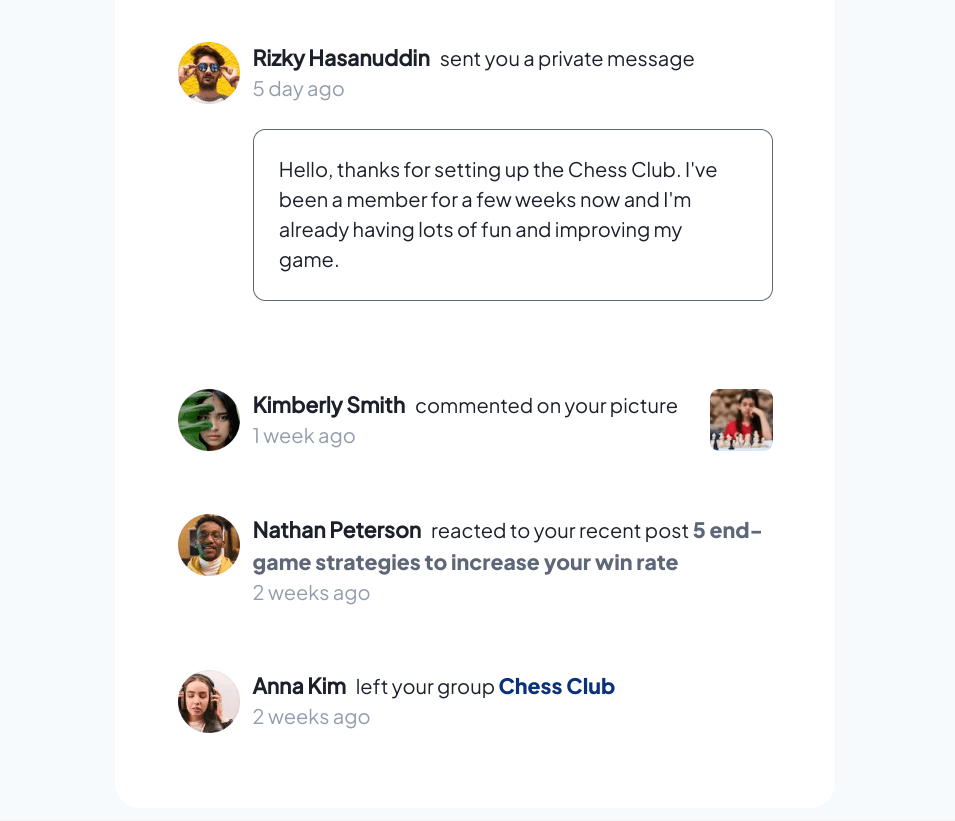 Rizky Hasanuddin sent you a private message
5 day ago
Hello, thanks for setting up the Chess Club. I've
been a member for a few weeks now and I'm
already having lots of fun and improving my
game.
Kimberly Smith commented on your picture
1 week ago
Nathan Peterson reacted to your recent post 5 end-
game strategies to increase your win rate
2 weeks ago
Anna Kim left your group Chess Club
2 weeks ago